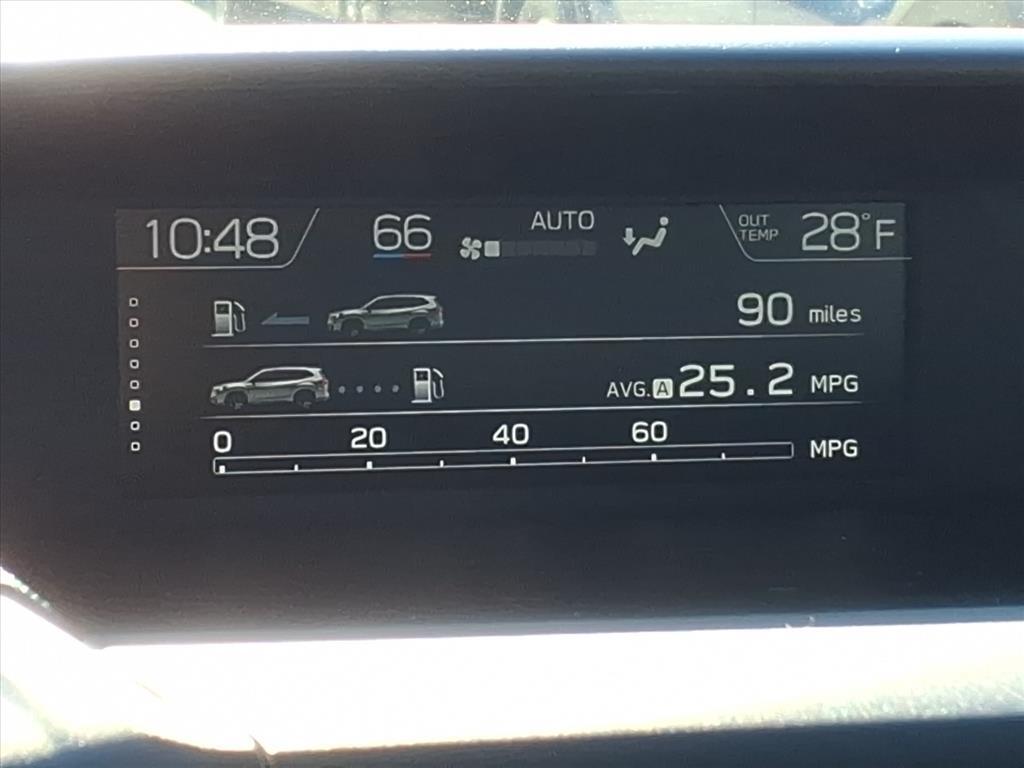 10:48 66 AUTO OUT TEMP 28°F
90 miles
AVG. A 25.2 MPG
0 20 40 60
MPG